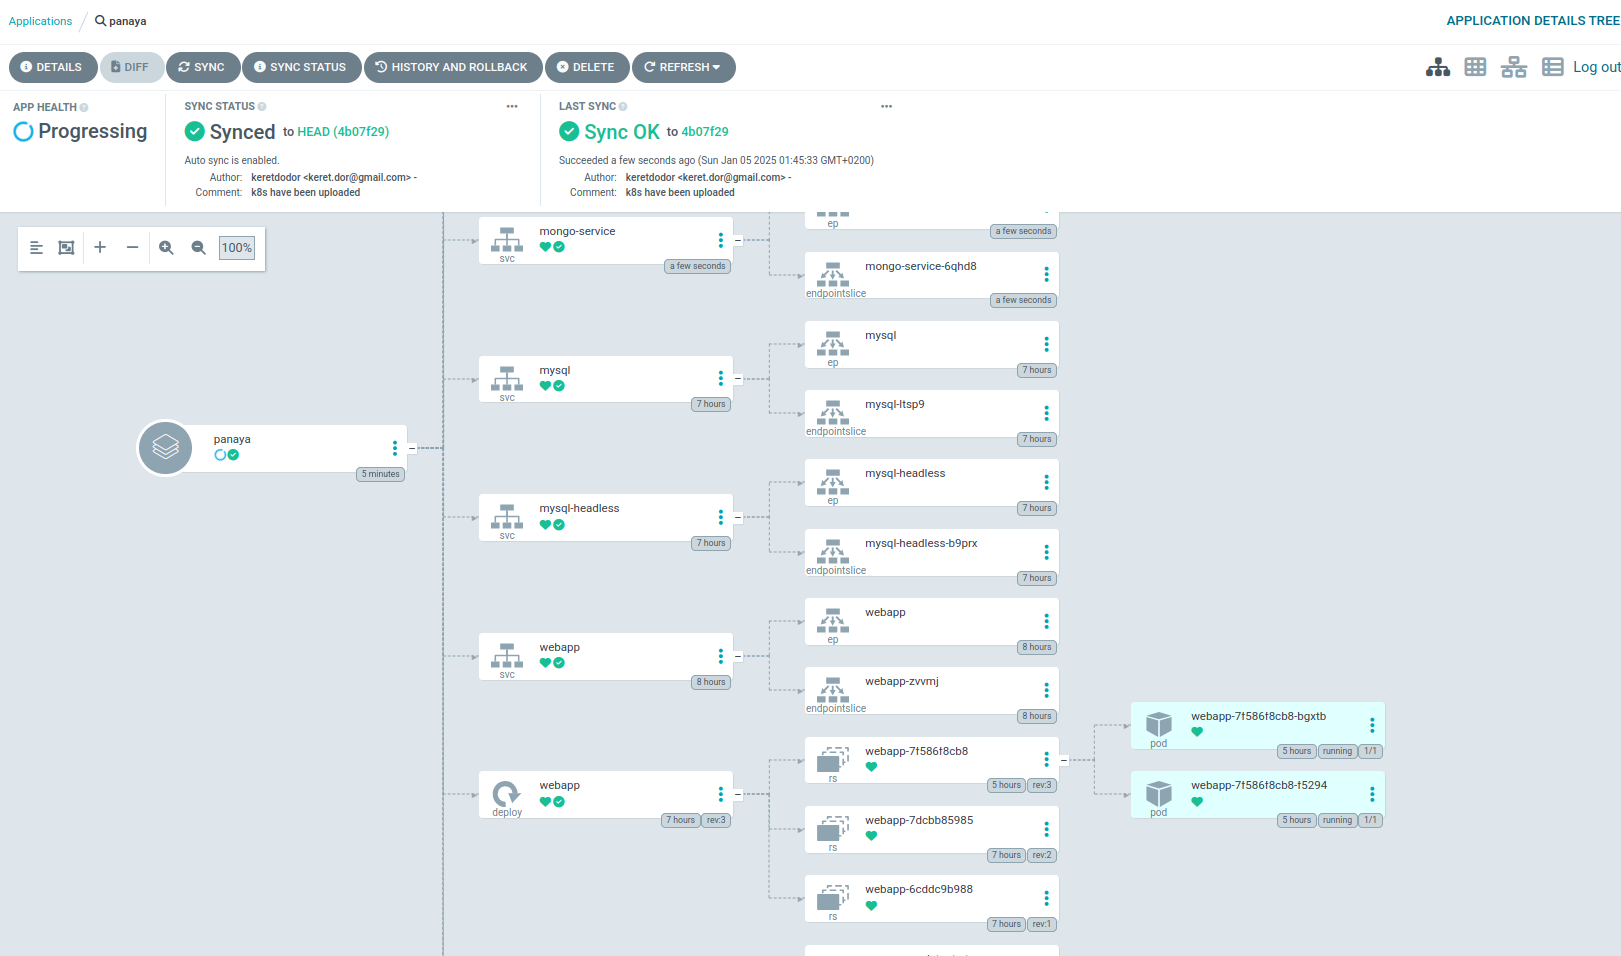 Applications / panaya
APPLICATION DETAILS TREE
DETAILS DIFF SYNC SYNC STATUS HISTORY AND ROLLBACK DELETE REFRESH
Log out
APP HEALTH
Progressing
SYNC STATUS
Synced to HEAD (4b07f29)
Auto sync is enabled.
Author: keretdodor <keret.dor@gmail.com> -
Comment: k8s have been uploaded
LAST SYNC
Sync OK to 4b07f29
Succeeded a few seconds ago (Sun Jan 05 2025 01:45:33 GMT+0200)
Author: keretdodor <keret.dor@gmail.com> -
Comment: k8s have been uploaded
100%
panaya
5 minutes
mongo-service
svc
a few seconds
mysql
svc
7 hours
mysql-headless
svc
7 hours
webapp
svc
8 hours
webapp
deploy
7 hours rev:3
ep
a few seconds
mongo-service-6qhd8
endpointslice
a few seconds
mysql
ep
7 hours
mysql-ltsp9
endpointslice
7 hours
mysql-headless
ep
7 hours
mysql-headless-b9prx
endpointslice
7 hours
webapp
ep
8 hours
webapp-zvvmj
endpointslice
8 hours
webapp-7f586f8cb8
rs
5 hours rev:3
webapp-7dcbb85985
rs
7 hours rev:2
webapp-6cddc9b988
rs
7 hours rev:1
webapp-7f586f8cb8-bgxtb
pod
5 hours running 1/1
webapp-7f586f8cb8-f5294
pod
5 hours running 1/1